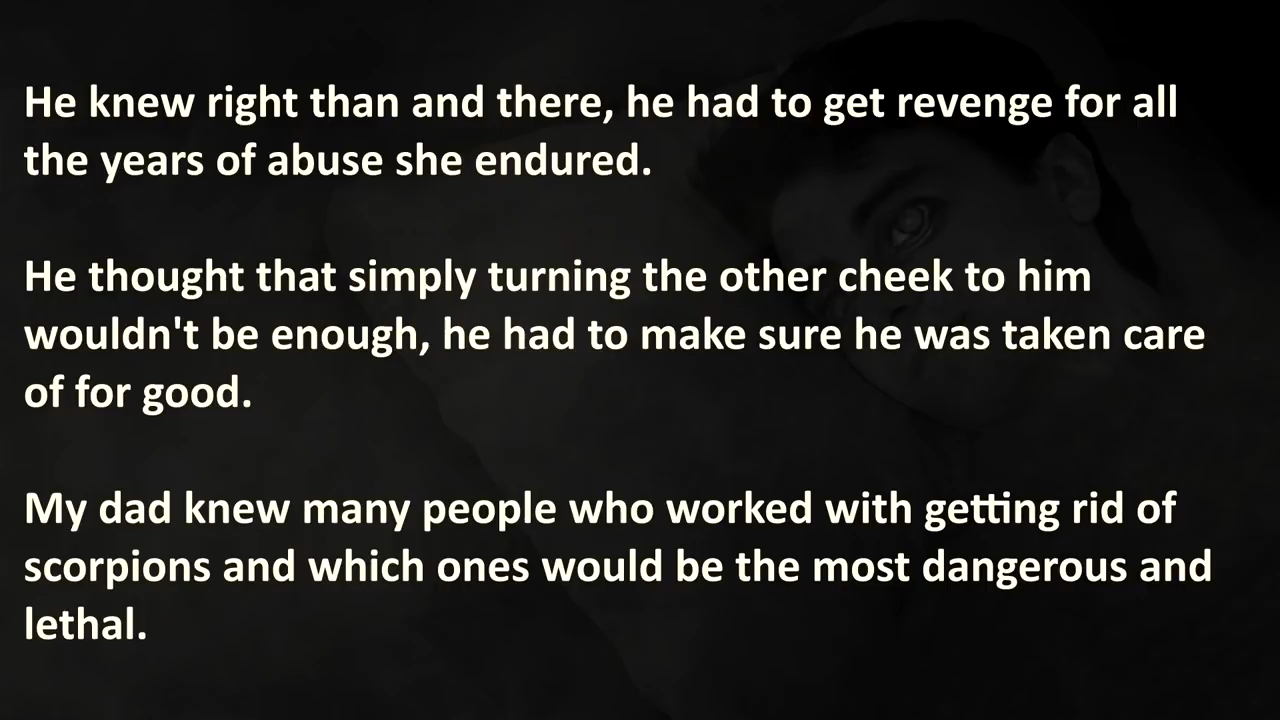 He knew right than and there, he had to get revenge for all
the years of abuse she endured.
He thought that simply turning the other cheek to him
wouldn't be enough, he had to make sure he was taken care
of for good.
My dad knew many people who worked with getting rid of
scorpions and which ones would be the most dangerous and
lethal.